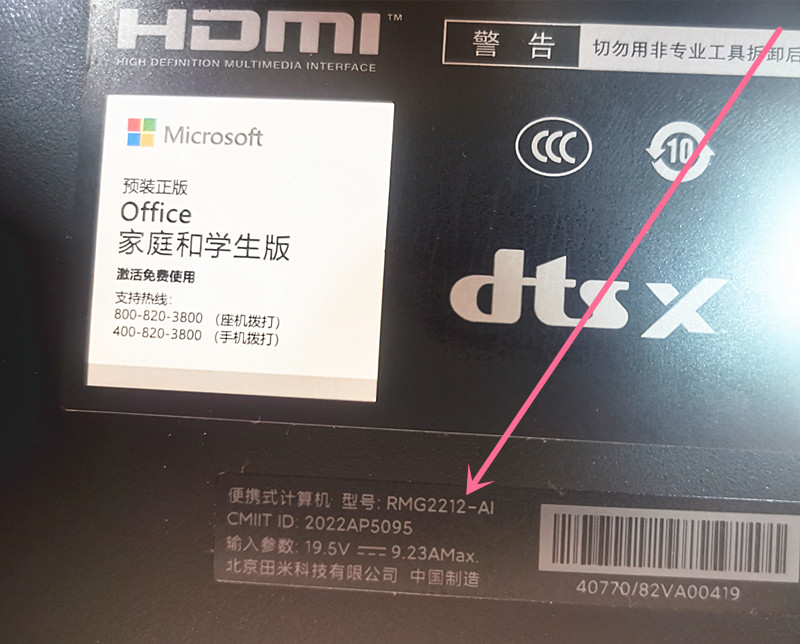 HDMI™
HIGH DEFINITION MULTIMEDIA INTERFACE
警告 切勿用非专业工具拆卸后
Microsoft
预装正版
Office
家庭和学生版
激活免费使用
支持热线:
800-820-3800 （座机拨打）
400-820-3800 （手机拨打）
CCC
10
dts x
便携式计算机 型号: RMG2212-AI
CMIIT ID: 2022AP5095
输入参数: 19.5V ⎓ 9.23AMax.
北京田米科技有限公司 中国制造
40770/82VA00419